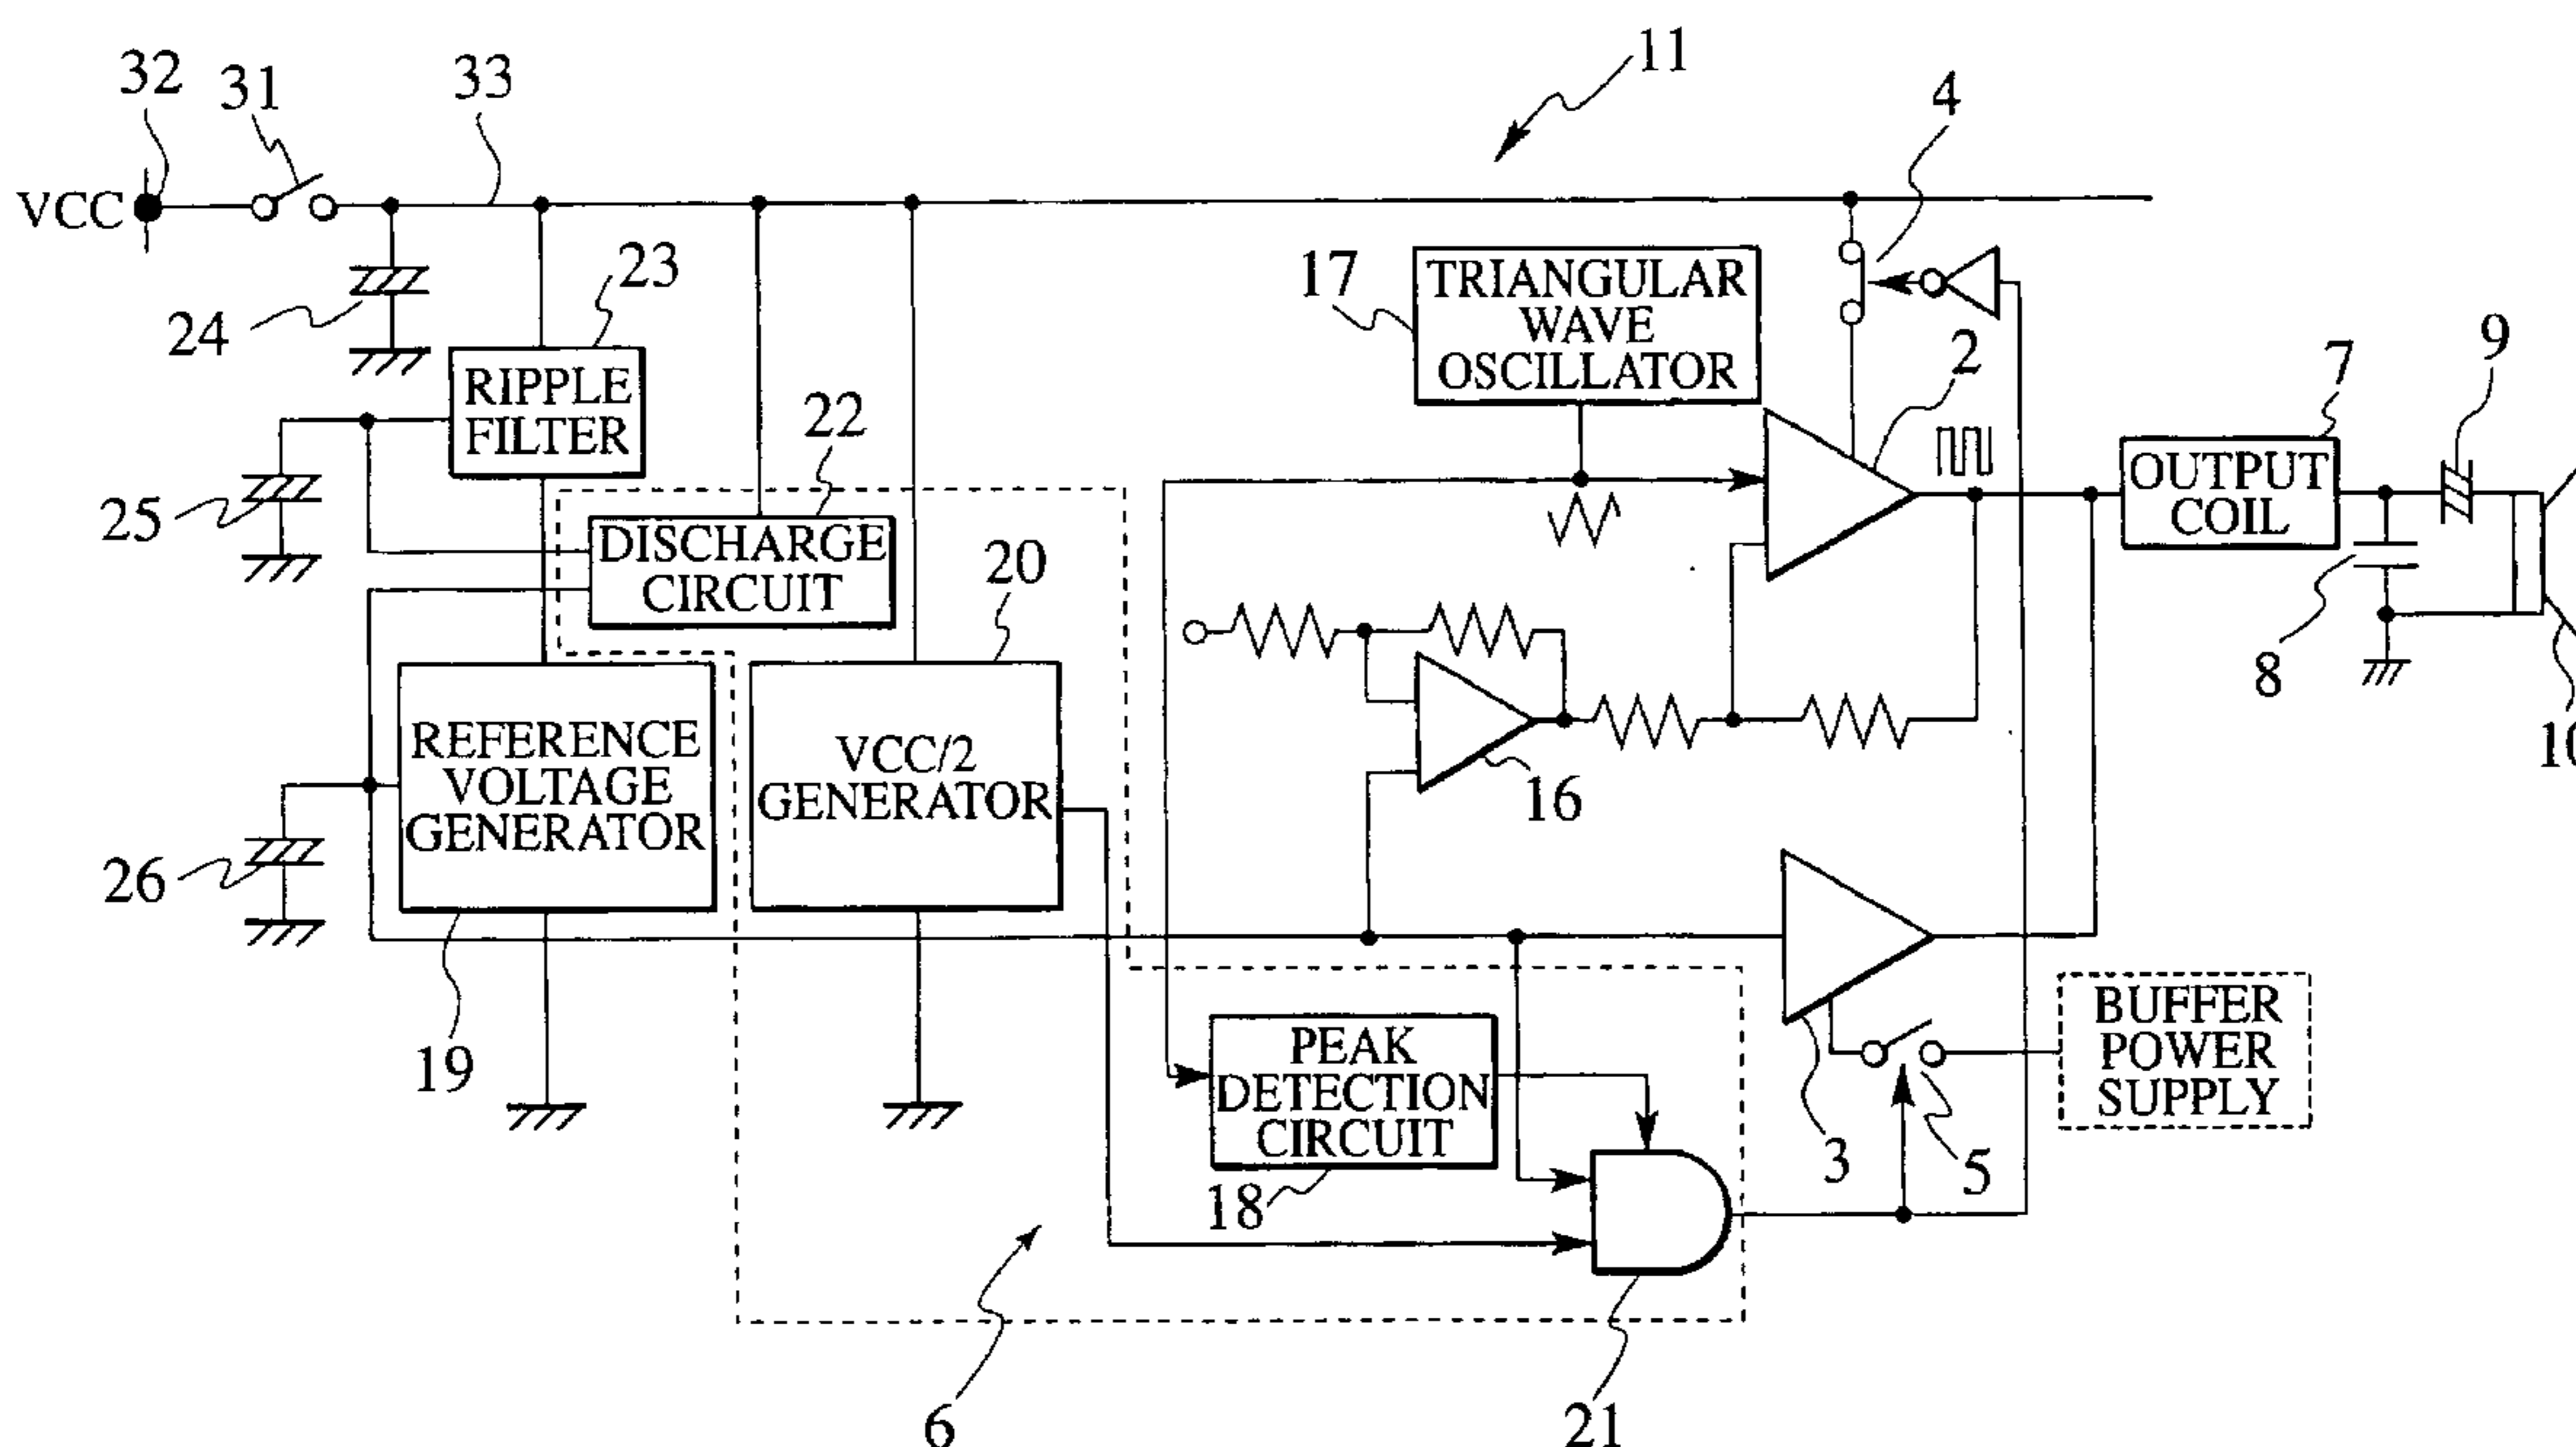 11
32
31
33
4
VCC
23
17
TRIANGULAR
WAVE
OSCILLATOR
24
2
9
7
RIPPLE
FILTER
22
OUTPUT
COIL
25
DISCHARGE
CIRCUIT
20
8
REFERENCE
VOLTAGE
GENERATOR
VCC/2
GENERATOR
16
10
26
BUFFER
POWER
SUPPLY
19
PEAK
DETECTION
CIRCUIT
3
5
18
6
21